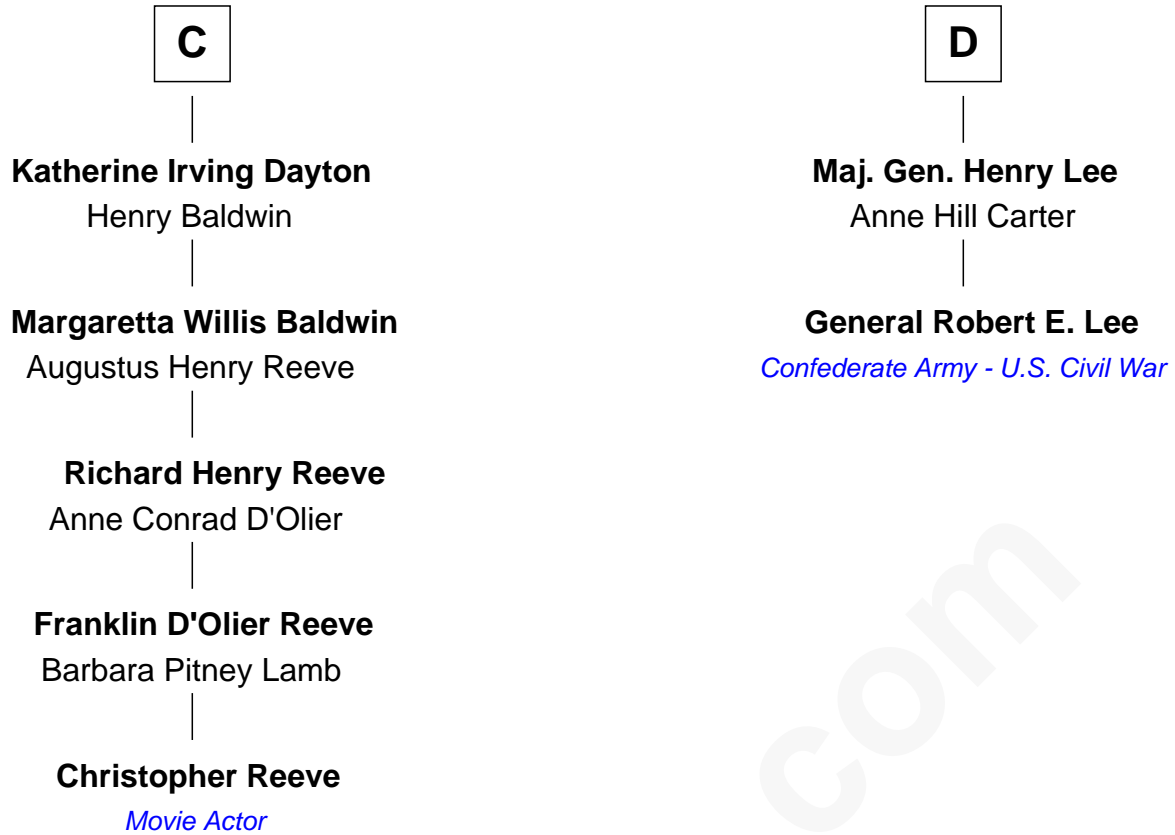 C
Katherine Irving Dayton
Henry Baldwin
Margaretta Willis Baldwin
Augustus Henry Reeve
Richard Henry Reeve
Anne Conrad D'Olier
Franklin D'Olier Reeve
Barbara Pitney Lamb
Christopher Reeve
Movie Actor
D
Maj. Gen. Henry Lee
Anne Hill Carter
General Robert E. Lee
Confederate Army - U.S. Civil War
com